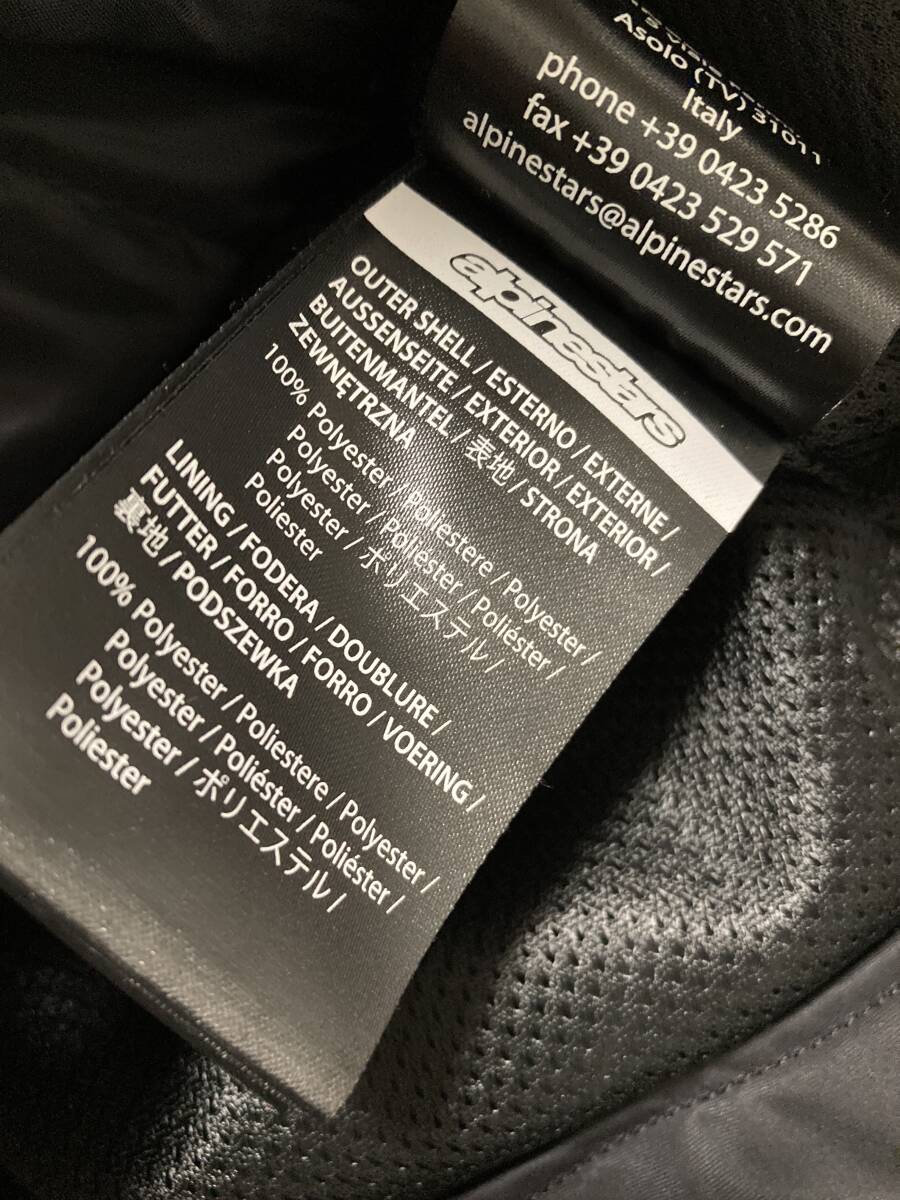 Asolo (TV) 31011
Italy
phone +39 0423 5286
fax +39 0423 529 571
alpinestars@alpinestars.com
alpinestars
OUTER SHELL / ESTERNO / EXTERNE /
AUSSENSEITE / EXTERIOR / EXTERIOR /
BUITENMANTEL / 表地 / STRONA
ZEWNĘTRZNA
100% Polyester / Poliestere / Polyester /
Polyester / Poliéster / Poliéster /
Polyester / ポリエステル /
Poliester
LINING / FODERA / DOUBLURE /
FUTTER / FORRO / FORRO / VOERING /
裏地 / PODSZEWKA
100% Polyester / Poliestere / Polyester /
Polyester / Poliéster / Poliéster /
Polyester / ポリエステル /
Poliester